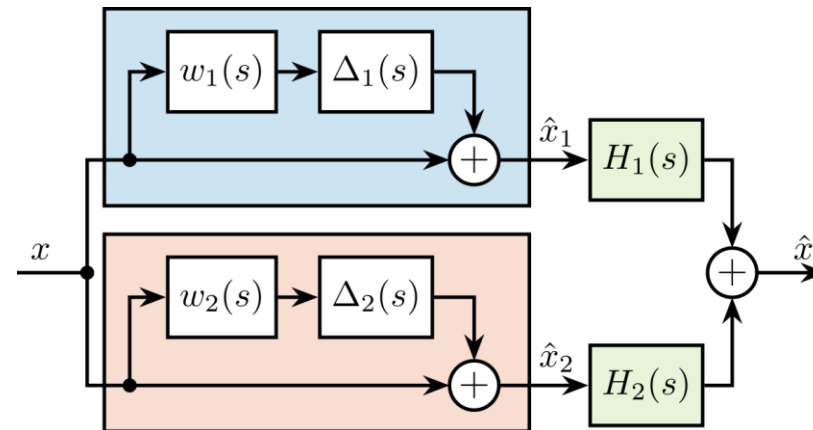 w₁(s) Δ₁(s)
x̂₁
+ H₁(s)
x
+ x̂
w₂(s) Δ₂(s)
x̂₂
+ H₂(s)